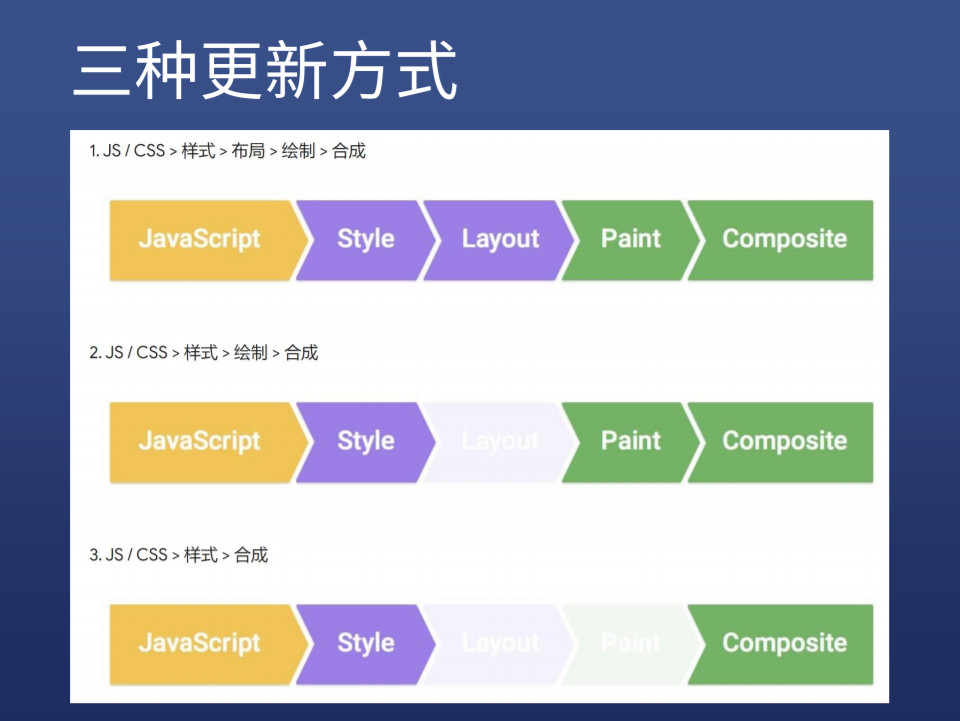 三种更新方式
1. JS / CSS > 样式 > 布局 > 绘制 > 合成
JavaScript Style Layout Paint Composite
2. JS / CSS > 样式 > 绘制 > 合成
JavaScript Style Layout Paint Composite
3. JS / CSS > 样式 > 合成
JavaScript Style Layout Paint Composite